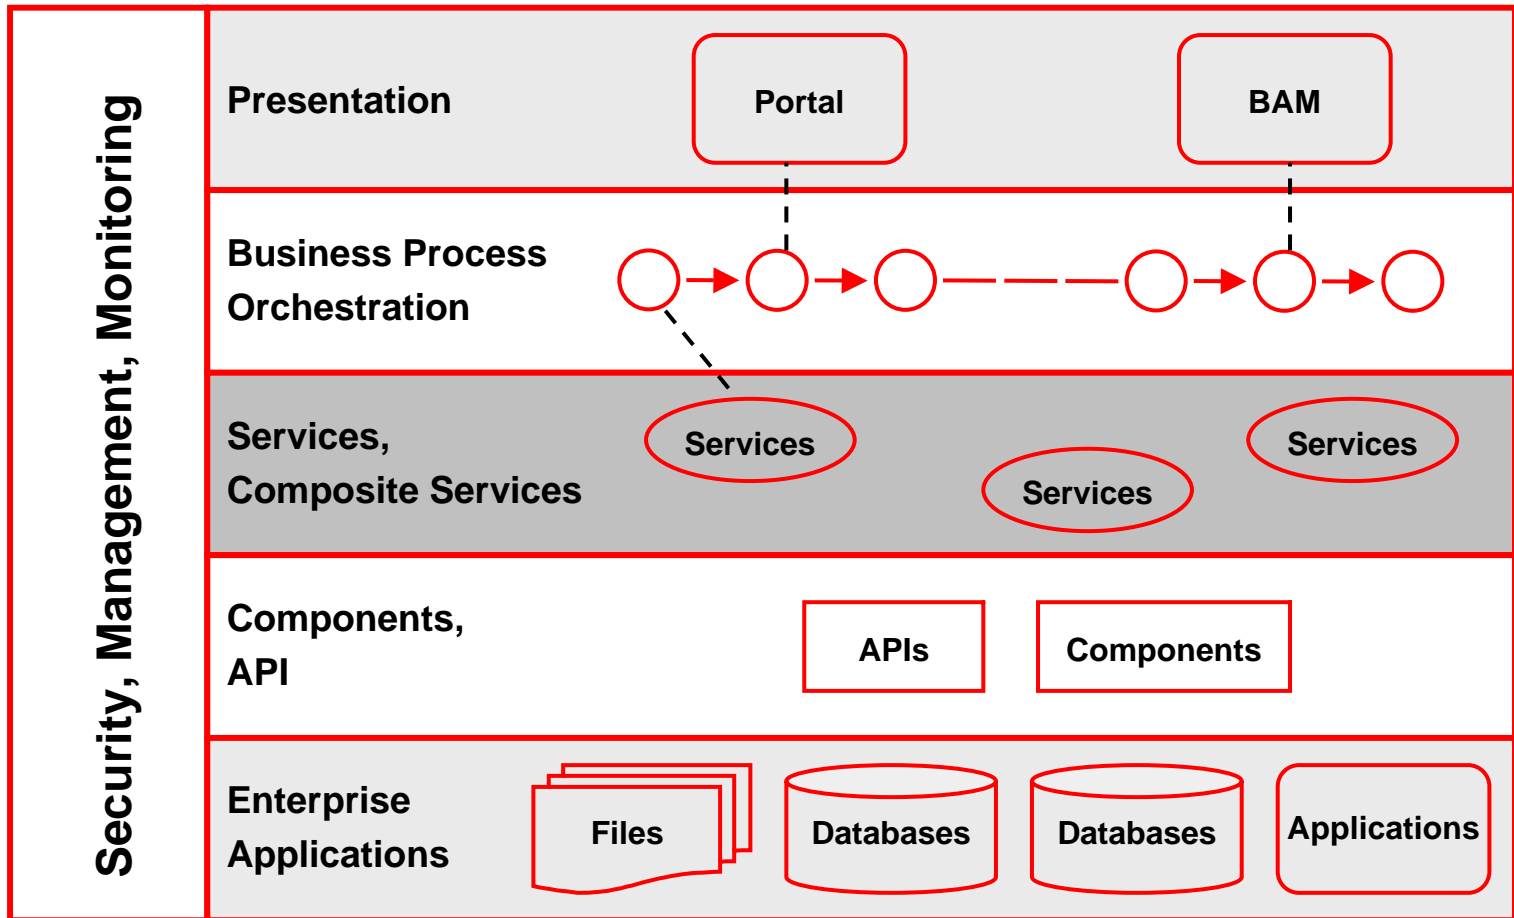 Security, Management, Monitoring
Presentation
Portal
BAM
Business Process
Orchestration
Services,
Composite Services
Services
Services
Services
Components,
API
APIs
Components
Enterprise
Applications
Files
Databases
Databases
Applications